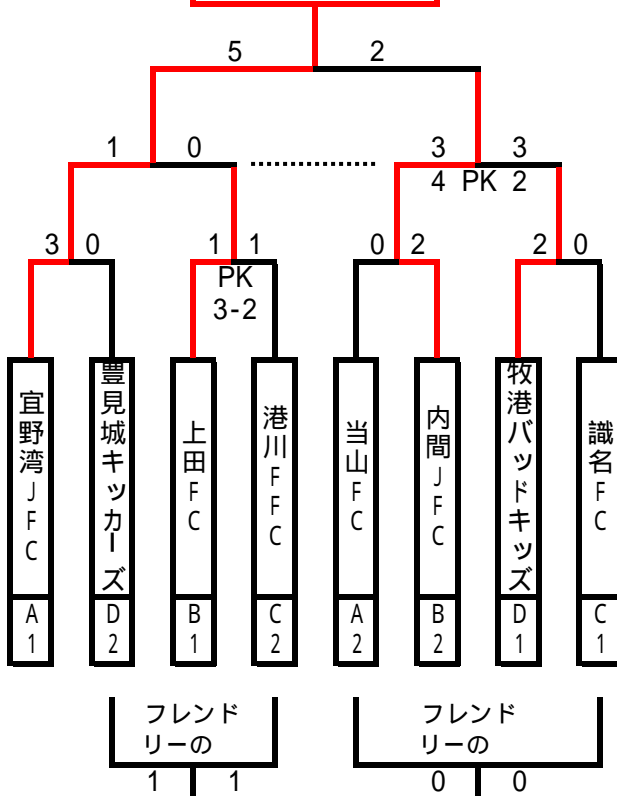 5 2
1 0 3 3
4 PK 2
3 0 1 1 0 2 2 0
PK
3-2
宜野湾JFC
豊見城キッカーズ
上田FC
港川FFC
当山FC
内間JFC
牧港バッドキッズ
識名FC
A1
D2
B1
C2
A2
B2
D1
C1
フレンド
リーの
フレンド
リーの
1 1 0 0